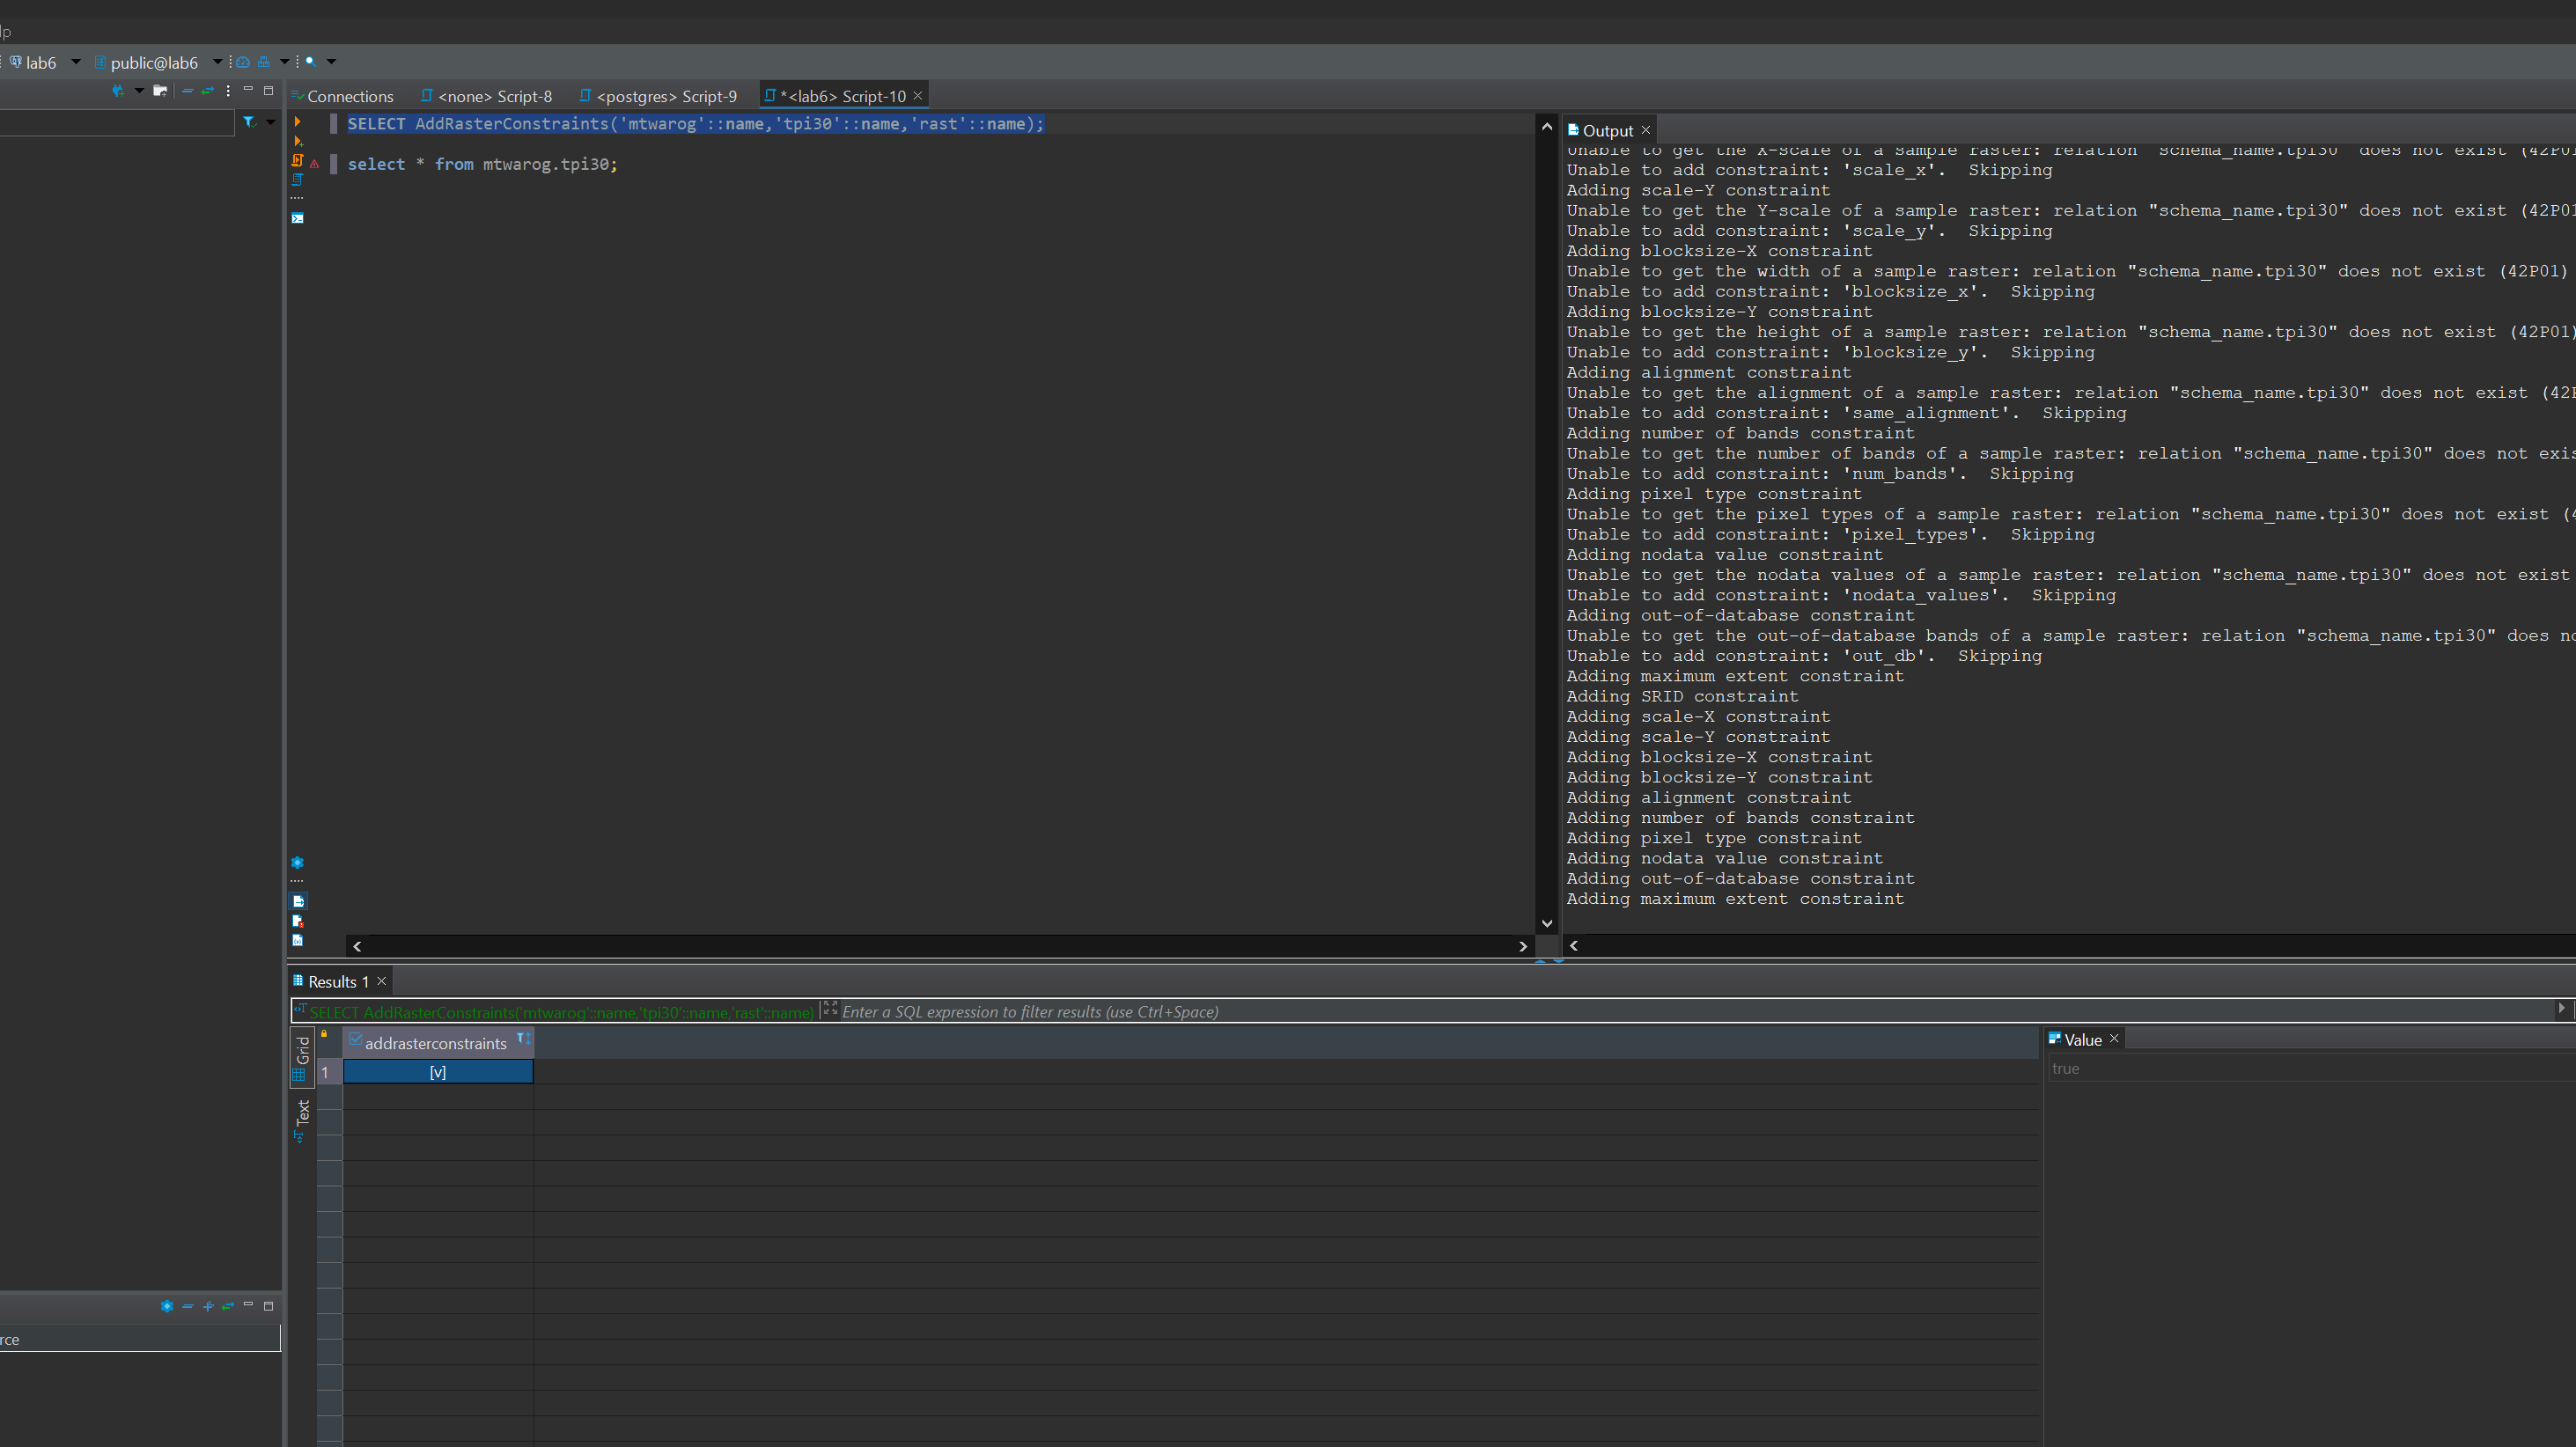 lp
lab6 public@lab6
Connections <none> Script-8 <postgres> Script-9 *<lab6> Script-10
SELECT AddRasterConstraints('mtwarog'::name,'tpi30'::name,'rast'::name);
select * from mtwarog.tpi30;
Output
Unable to get the X-scale of a sample raster: relation "schema_name.tpi30" does not exist (42P01
Unable to add constraint: 'scale_x'.  Skipping
Adding scale-Y constraint
Unable to get the Y-scale of a sample raster: relation "schema_name.tpi30" does not exist (42P01
Unable to add constraint: 'scale_y'.  Skipping
Adding blocksize-X constraint
Unable to get the width of a sample raster: relation "schema_name.tpi30" does not exist (42P01)
Unable to add constraint: 'blocksize_x'.  Skipping
Adding blocksize-Y constraint
Unable to get the height of a sample raster: relation "schema_name.tpi30" does not exist (42P01)
Unable to add constraint: 'blocksize_y'.  Skipping
Adding alignment constraint
Unable to get the alignment of a sample raster: relation "schema_name.tpi30" does not exist (42P
Unable to add constraint: 'same_alignment'.  Skipping
Adding number of bands constraint
Unable to get the number of bands of a sample raster: relation "schema_name.tpi30" does not exis
Unable to add constraint: 'num_bands'.  Skipping
Adding pixel type constraint
Unable to get the pixel types of a sample raster: relation "schema_name.tpi30" does not exist (4
Unable to add constraint: 'pixel_types'.  Skipping
Adding nodata value constraint
Unable to get the nodata values of a sample raster: relation "schema_name.tpi30" does not exist
Unable to add constraint: 'nodata_values'.  Skipping
Adding out-of-database constraint
Unable to get the out-of-database bands of a sample raster: relation "schema_name.tpi30" does no
Unable to add constraint: 'out_db'.  Skipping
Adding maximum extent constraint
Adding SRID constraint
Adding scale-X constraint
Adding scale-Y constraint
Adding blocksize-X constraint
Adding blocksize-Y constraint
Adding alignment constraint
Adding number of bands constraint
Adding pixel type constraint
Adding nodata value constraint
Adding out-of-database constraint
Adding maximum extent constraint
Results 1
SELECT AddRasterConstraints('mtwarog'::name,'tpi30'::name,'rast'::name) Enter a SQL expression to filter results (use Ctrl+Space)
Grid
Text
addrasterconstraints
1 [v]
Value
true
rce